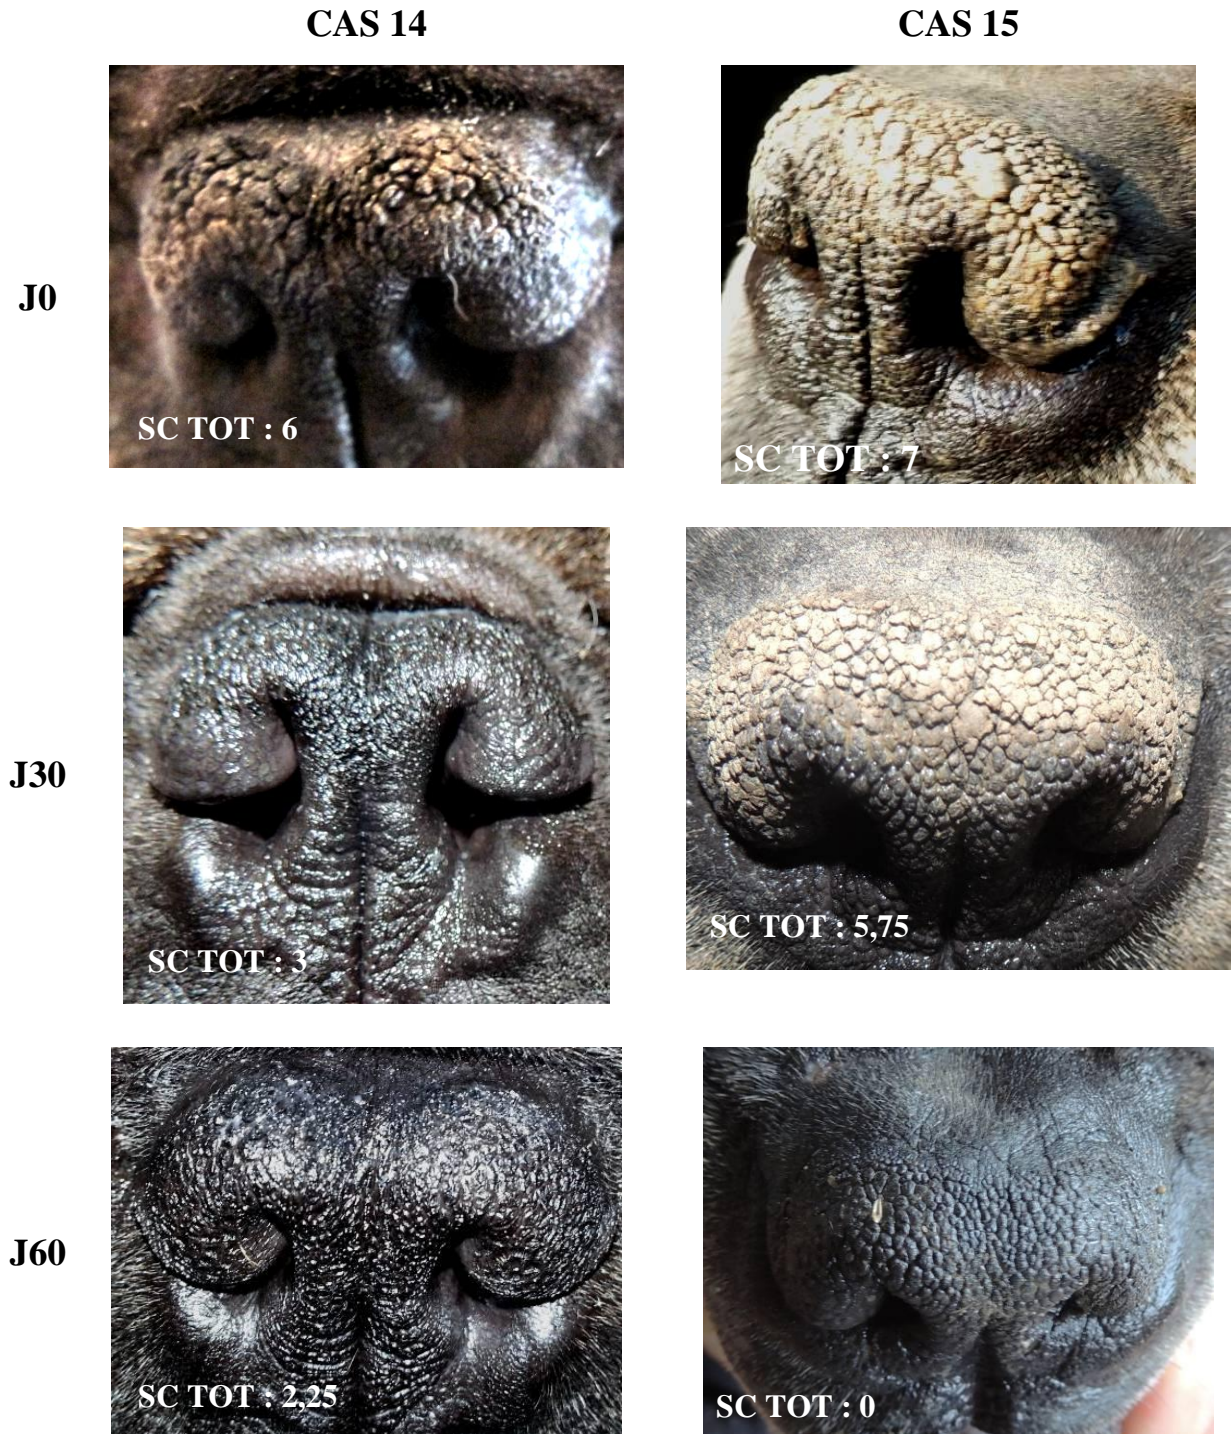 CAS 14
CAS 15
J0
SC TOT : 6
SC TOT : 7
J30
SC TOT : 3
SC TOT : 5,75
J60
SC TOT : 2,25
SC TOT : 0